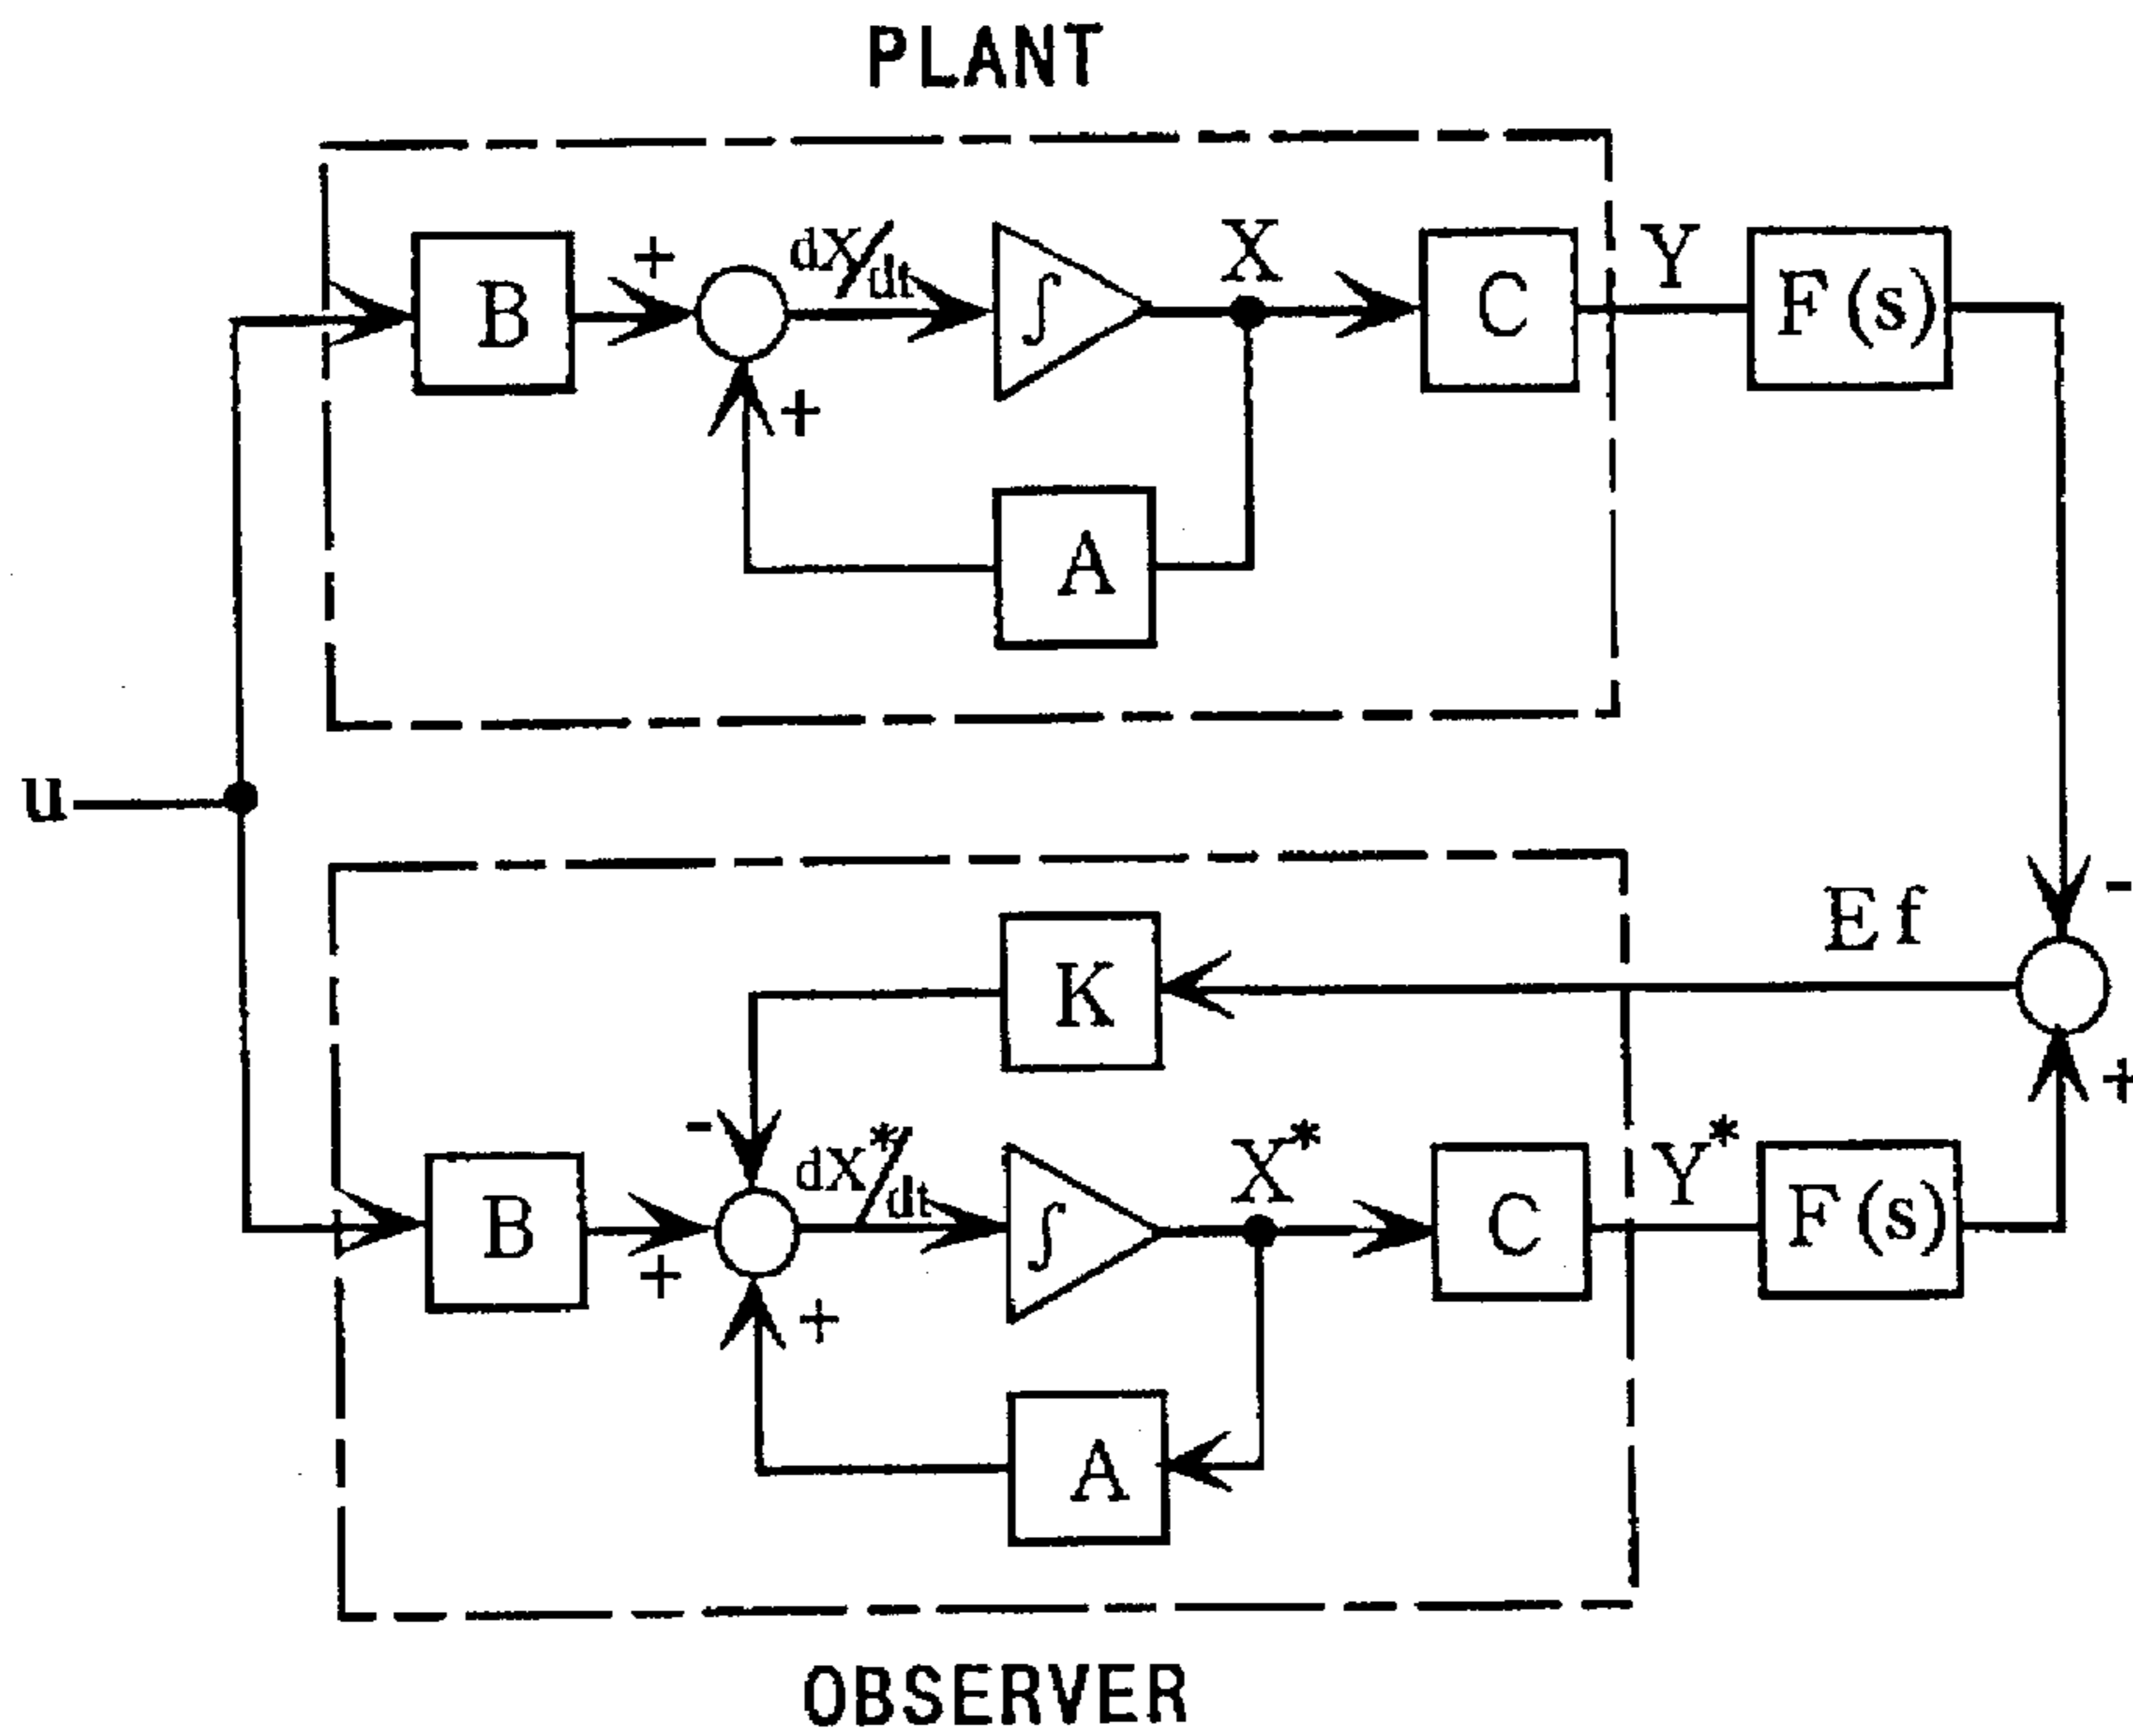 PLANT
B
+
+
dX/dt
∫
X
C
Y
F(s)
A
u
K
Ef
-
+
B
-
+
+
dX*/dt
∫
X*
C
Y*
F(s)
A
OBSERVER